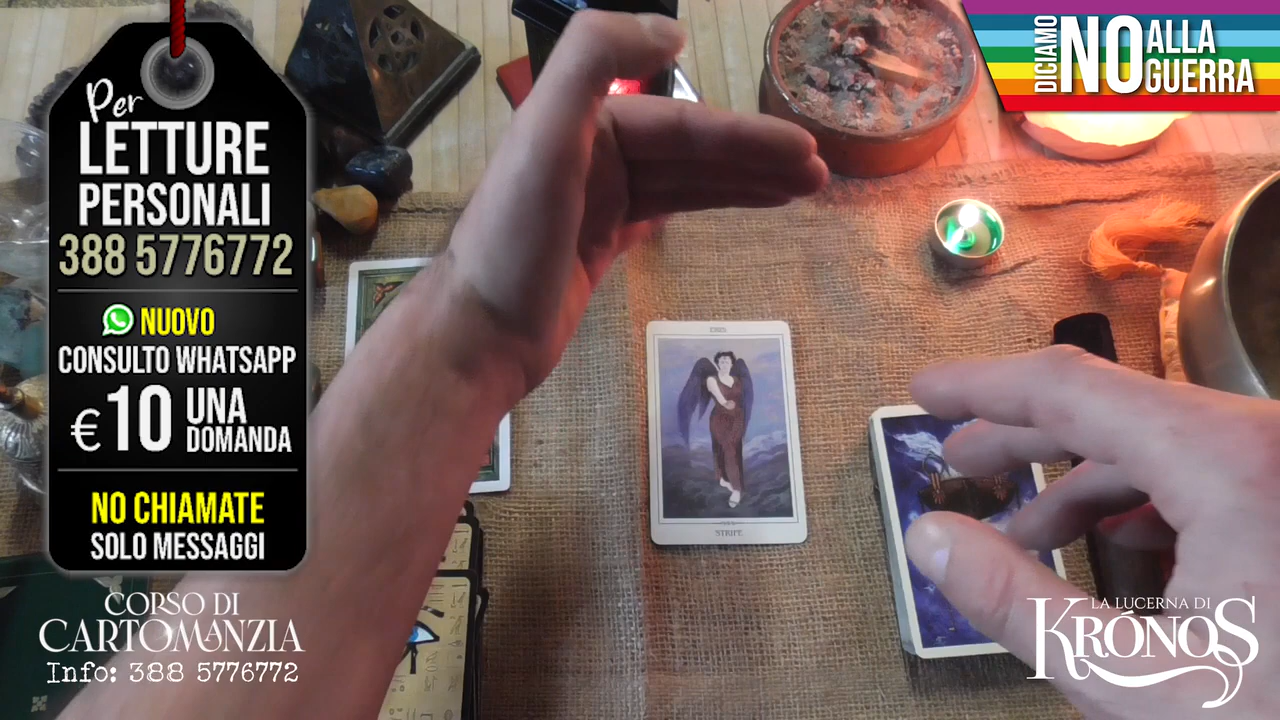 Per
LETTURE
PERSONALI
388 5776772
NUOVO
CONSULTO WHATSAPP
€10 UNA
DOMANDA
NO CHIAMATE
SOLO MESSAGGI
CORSO DI
CARTOMANZIA
Info: 388 5776772
DICIAMO NO ALLA
GUERRA
ERIS
STRIFE
LA LUCERNA DI
KRÓNOS